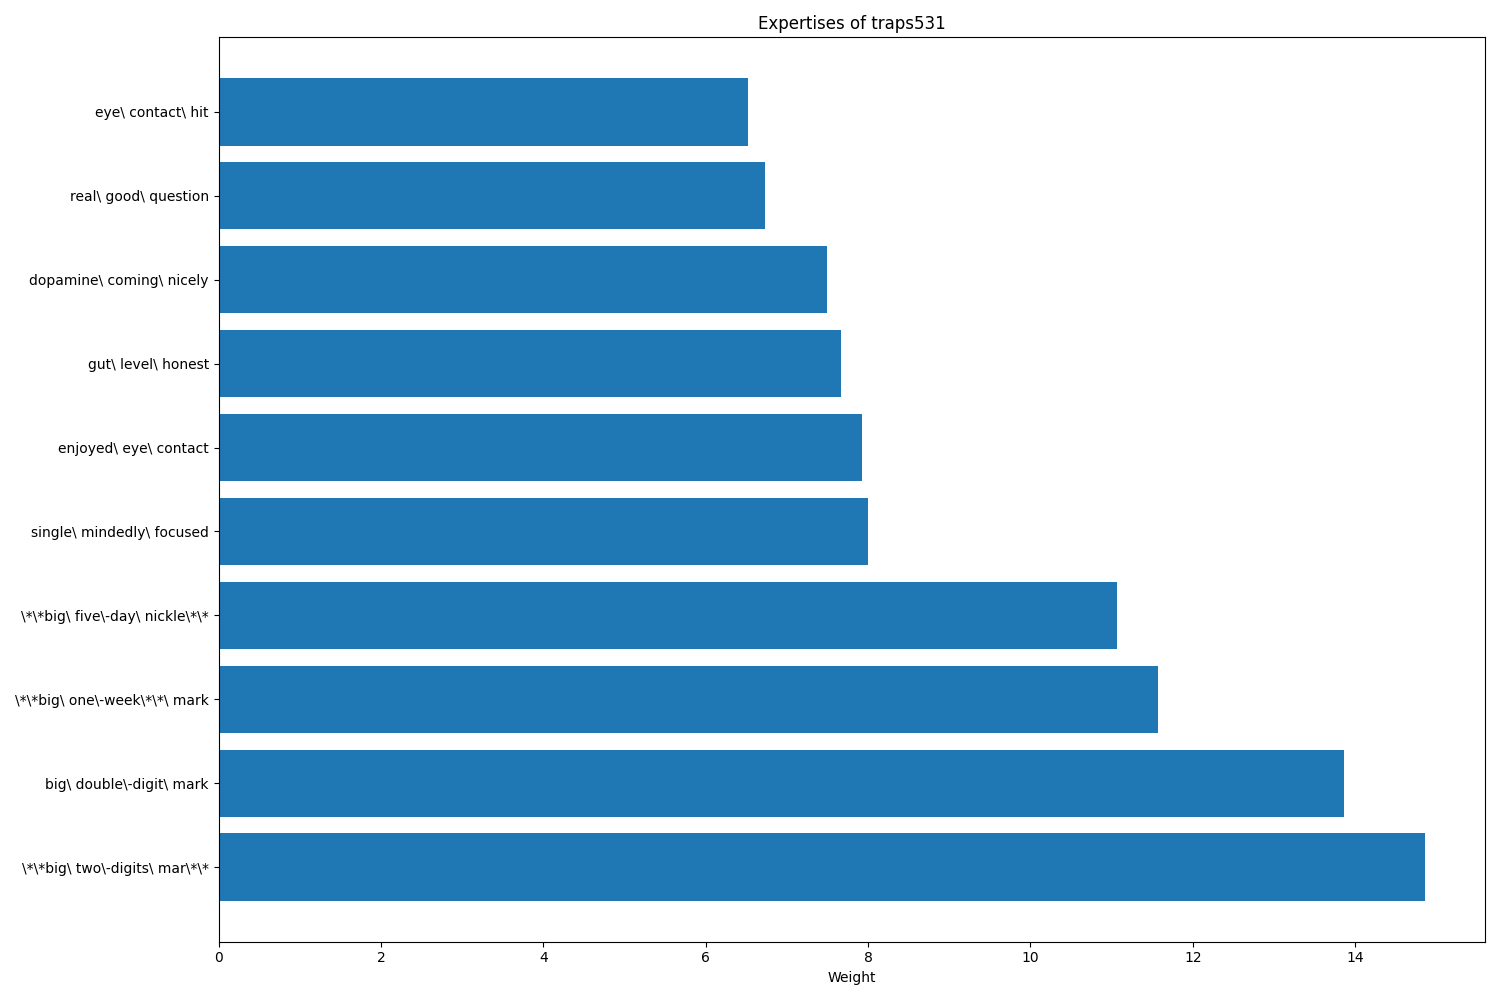 Expertises of traps531
eye\ contact\ hit
real\ good\ question
dopamine\ coming\ nicely
gut\ level\ honest
enjoyed\ eye\ contact
single\ mindedly\ focused
\*\*big\ five\-day\ nickle\*\*
\*\*big\ one\-week\*\*\ mark
big\ double\-digit\ mark
\*\*big\ two\-digits\ mar\*\*
0 2 4 6 8 10 12 14
Weight